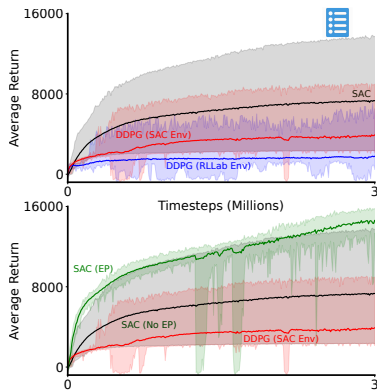 16000
Average Return
8000
SAC
DDPG (SAC Env)
DDPG (RLLab Env)
0
0
Timesteps (Millions)
3
16000
Average Return
SAC (EP)
8000
SAC (No EP)
DDPG (SAC Env)
0
0
3